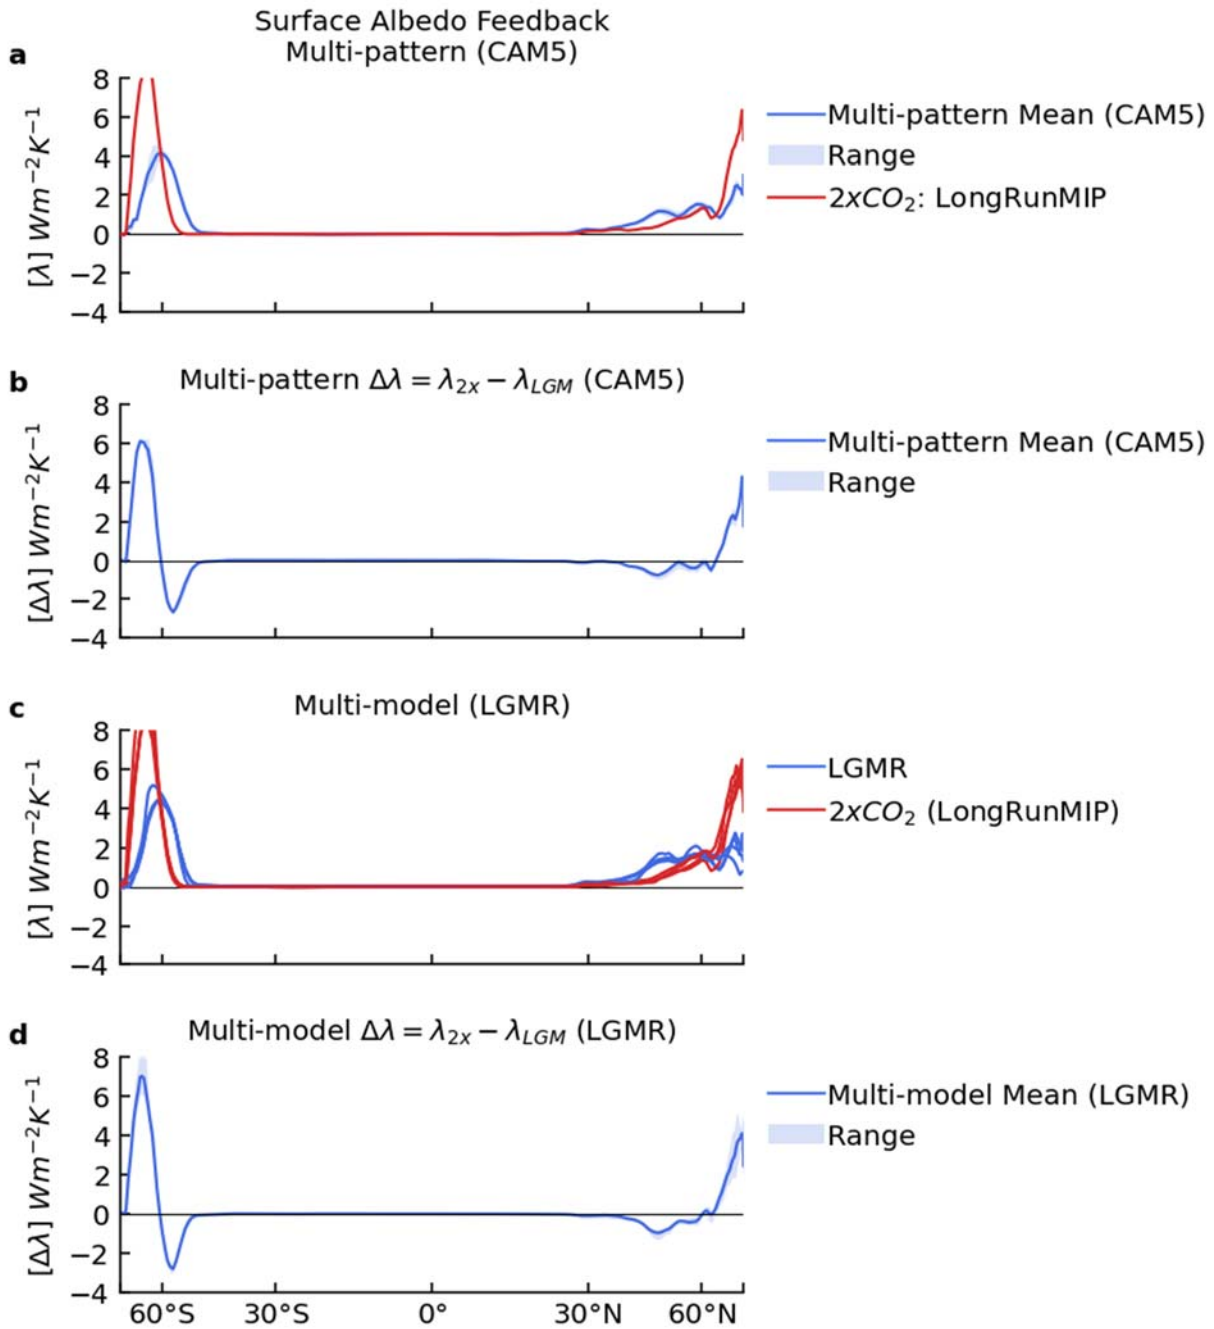 Surface Albedo Feedback
a Multi-pattern (CAM5)
8
6
4
2
0
−2
−4
[λ] Wm⁻²K⁻¹
Multi-pattern Mean (CAM5)
Range
2xCO₂: LongRunMIP
b Multi-pattern Δλ = λ₂ₓ − λ_LGM (CAM5)
8
6
4
2
0
−2
−4
[Δλ] Wm⁻²K⁻¹
Multi-pattern Mean (CAM5)
Range
c Multi-model (LGMR)
8
6
4
2
0
−2
−4
[λ] Wm⁻²K⁻¹
LGMR
2xCO₂ (LongRunMIP)
d Multi-model Δλ = λ₂ₓ − λ_LGM (LGMR)
8
6
4
2
0
−2
−4
[Δλ] Wm⁻²K⁻¹
Multi-model Mean (LGMR)
Range
60°S 30°S 0° 30°N 60°N